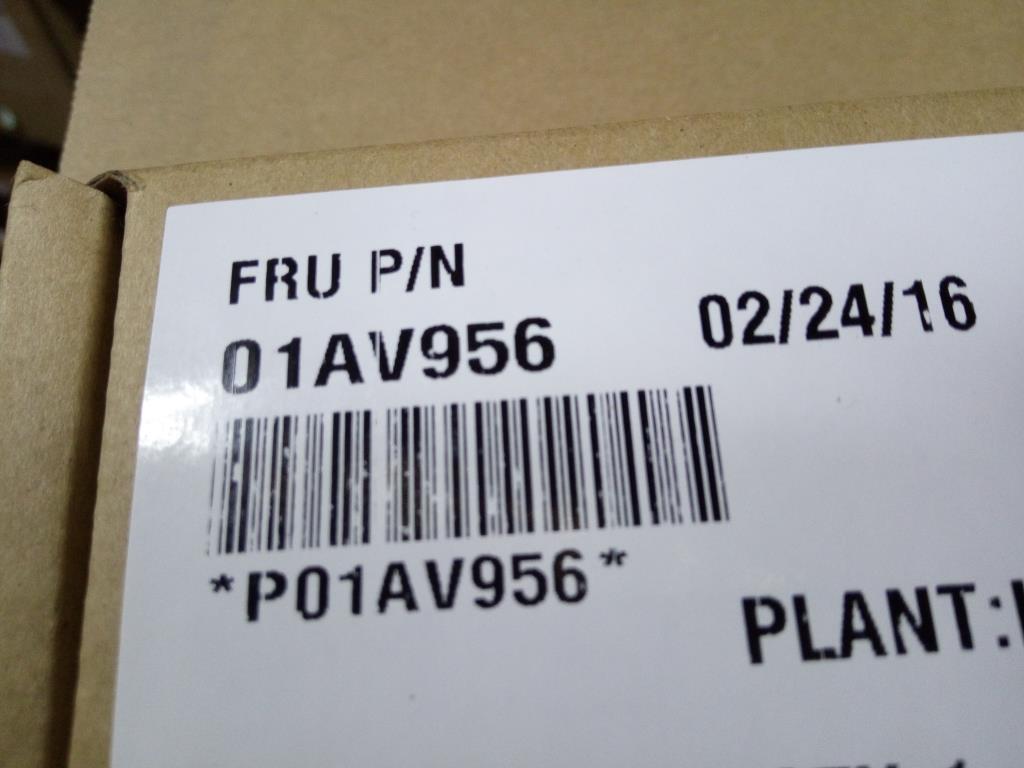 FRU P/N
01AV956 02/24/16
*P01AV956*
PLANT: